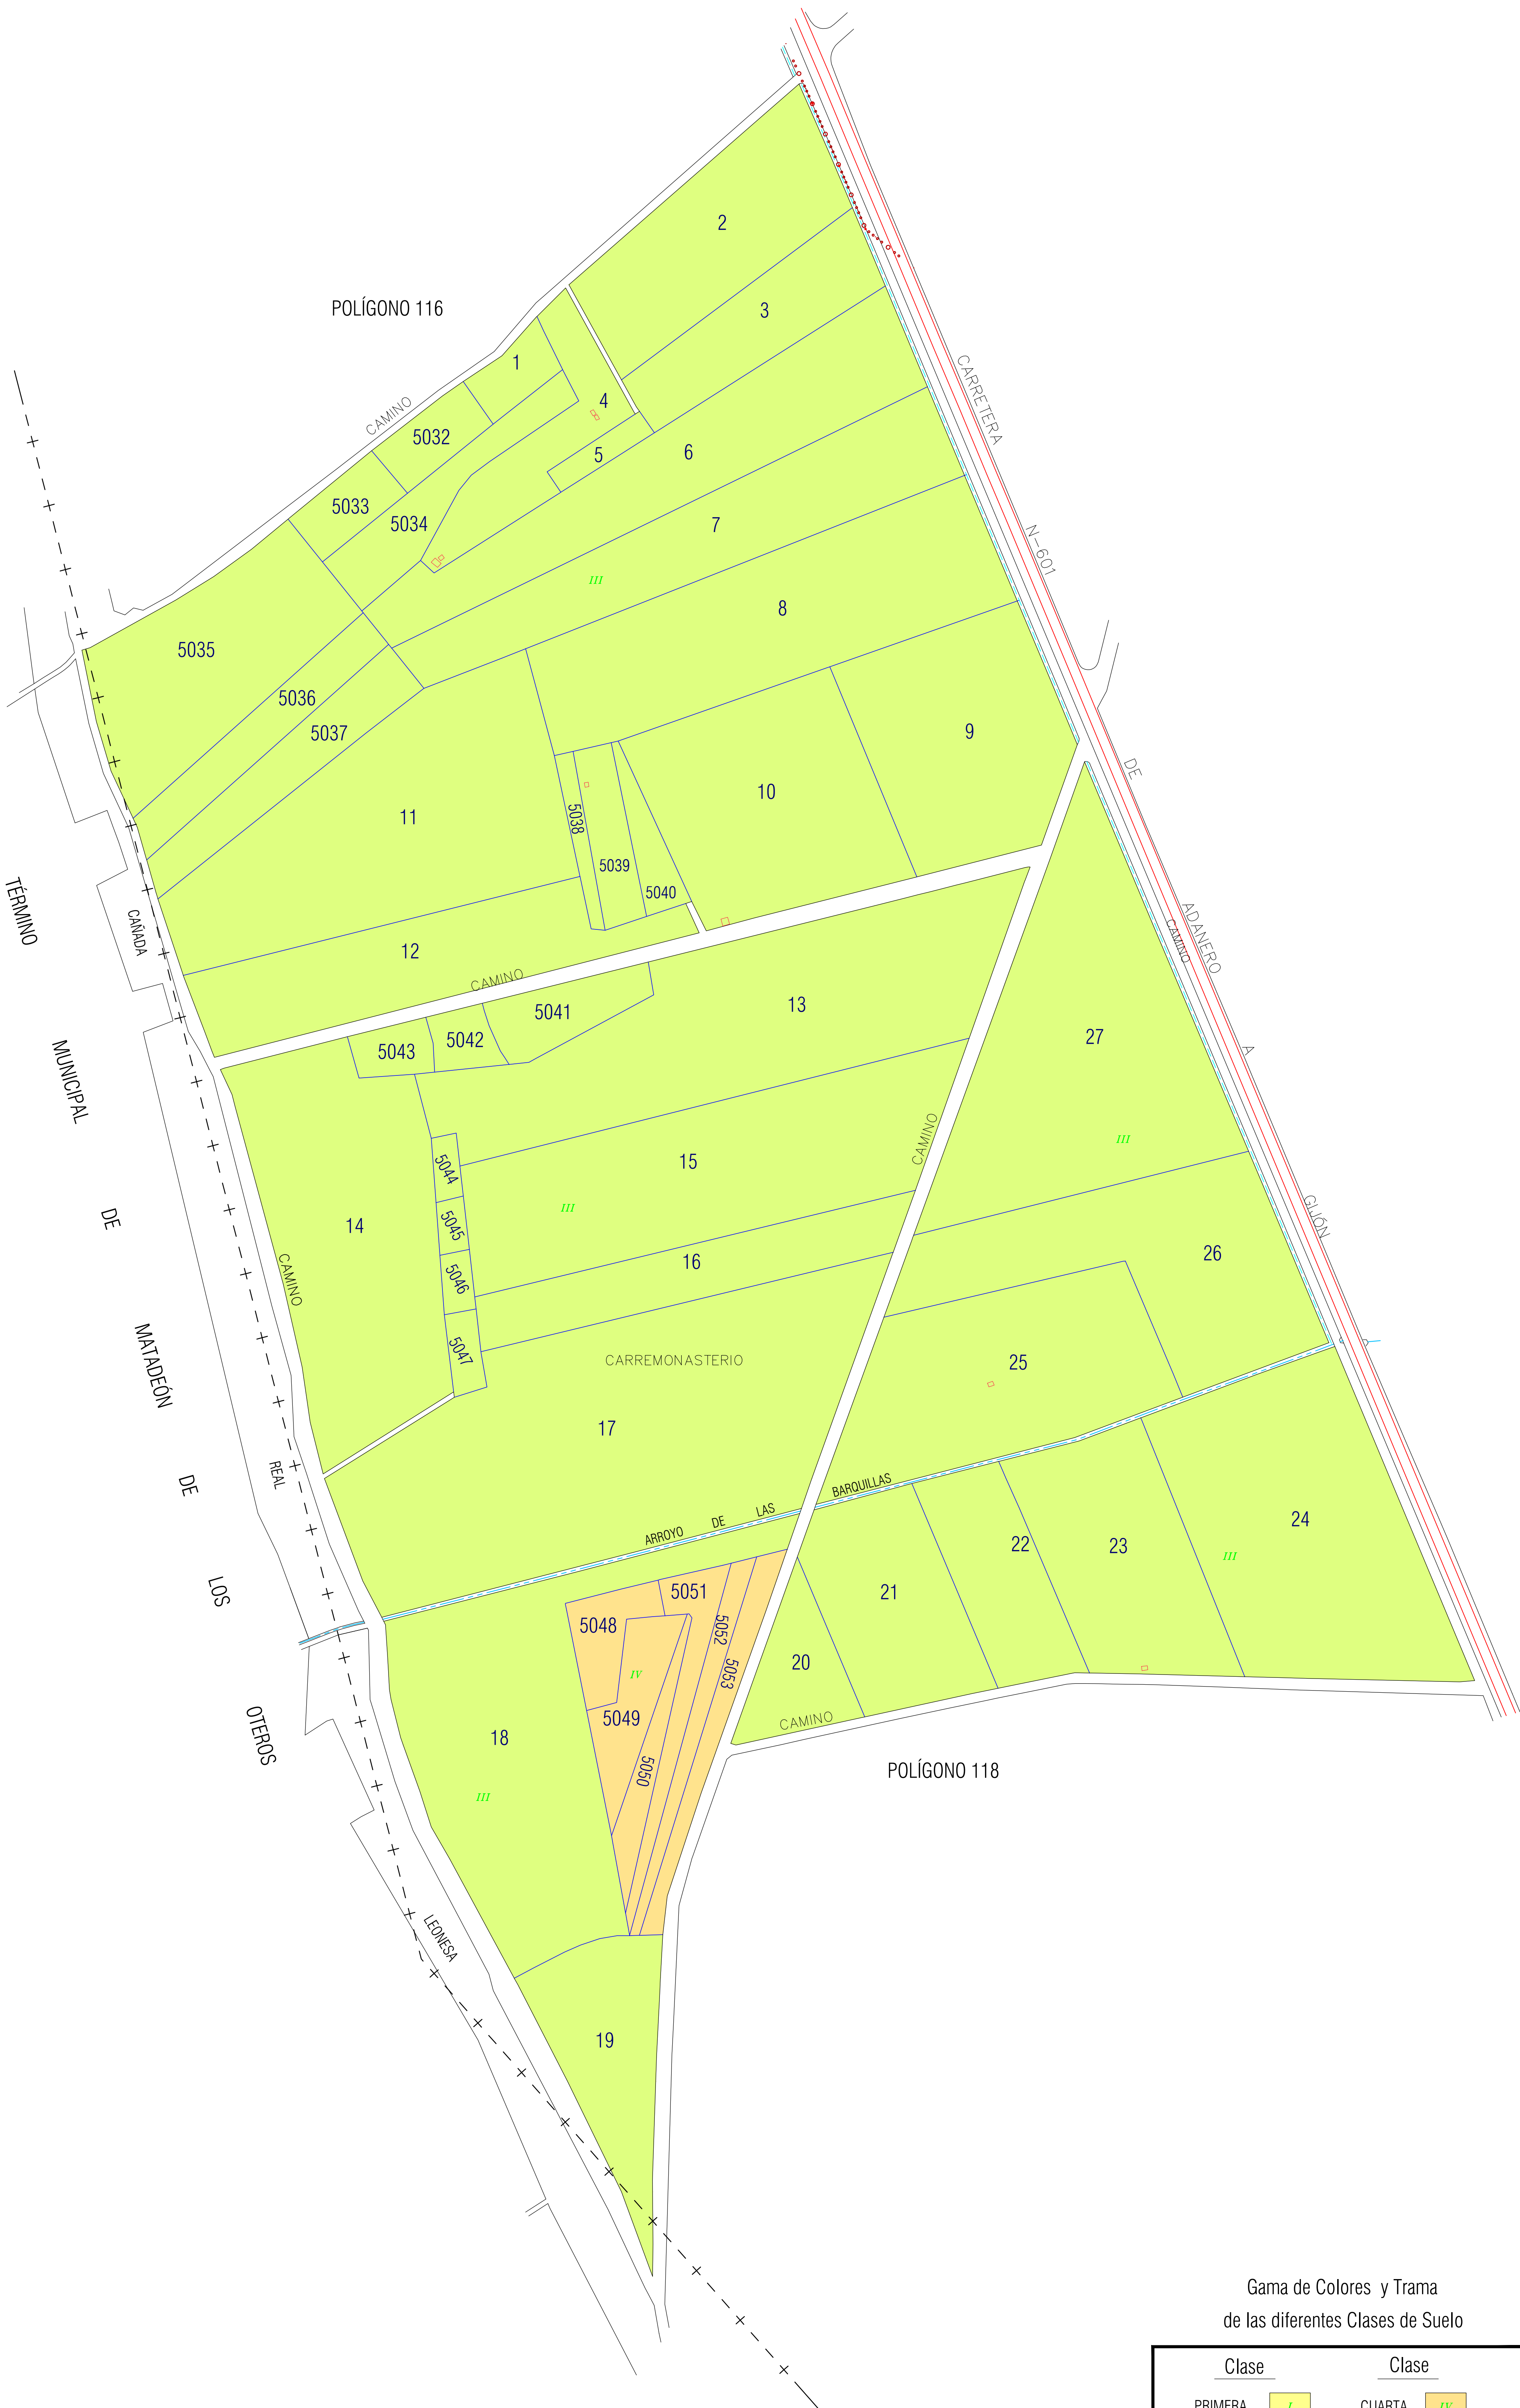 2
POLÍGONO 116
3
1
CARRETERA
4
CAMINO
5032
5
6
5033
5034
7
N-601
III
8
5035
5036
5037
9
DE
10
11
5038
5039
5040
TÉRMINO
CAÑADA
ADANERO
CAMINO
12
CAMINO
13
5041
5042
5043
27
A
MUNICIPAL
CAMINO
III
15
5044
III
DE
14
5045
GIJÓN
26
16
5046
CAMINO
5047
CARREMONASTERIO
25
MATADEÓN
17
REAL
DE
BARQUILLAS
LAS
DE
ARROYO
24
22
23
III
LOS
5051
21
5048
5052
20
IV
5053
5049
CAMINO
OTEROS
18
5050
POLÍGONO 118
III
LEONESA
19
Gama de Colores y Trama
de las diferentes Clases de Suelo
Clase Clase
PRIMERA I CUARTA IV